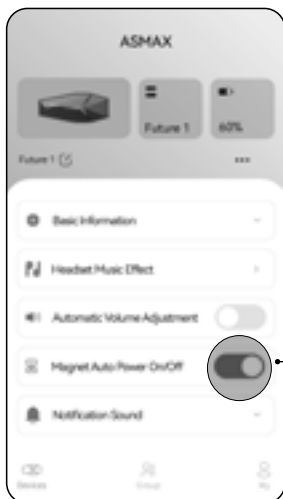 ASMAX
Future 1
60%
Future 1
Basic Information
Headset Music Effect
Automatic Volume Adjustment
Magnet Auto Power On/Off
Notification Sound
Devices
Group
My